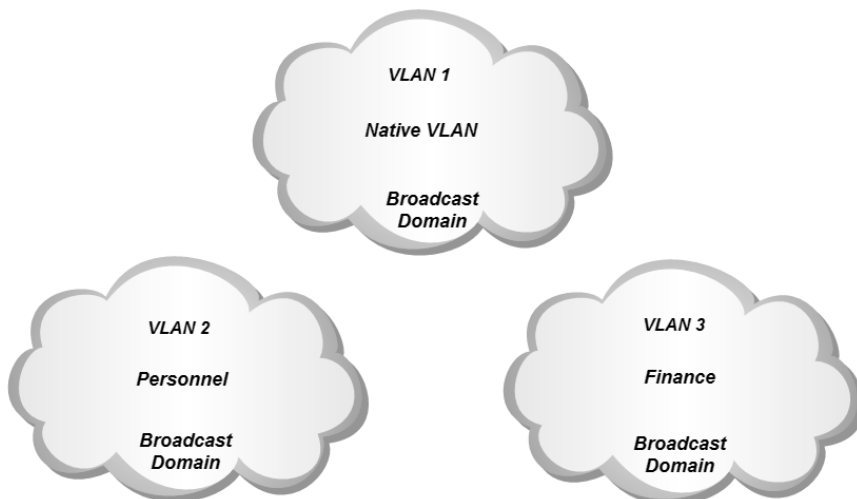 VLAN 1
Native VLAN
Broadcast
Domain
VLAN 2
Personnel
Broadcast
Domain
VLAN 3
Finance
Broadcast
Domain